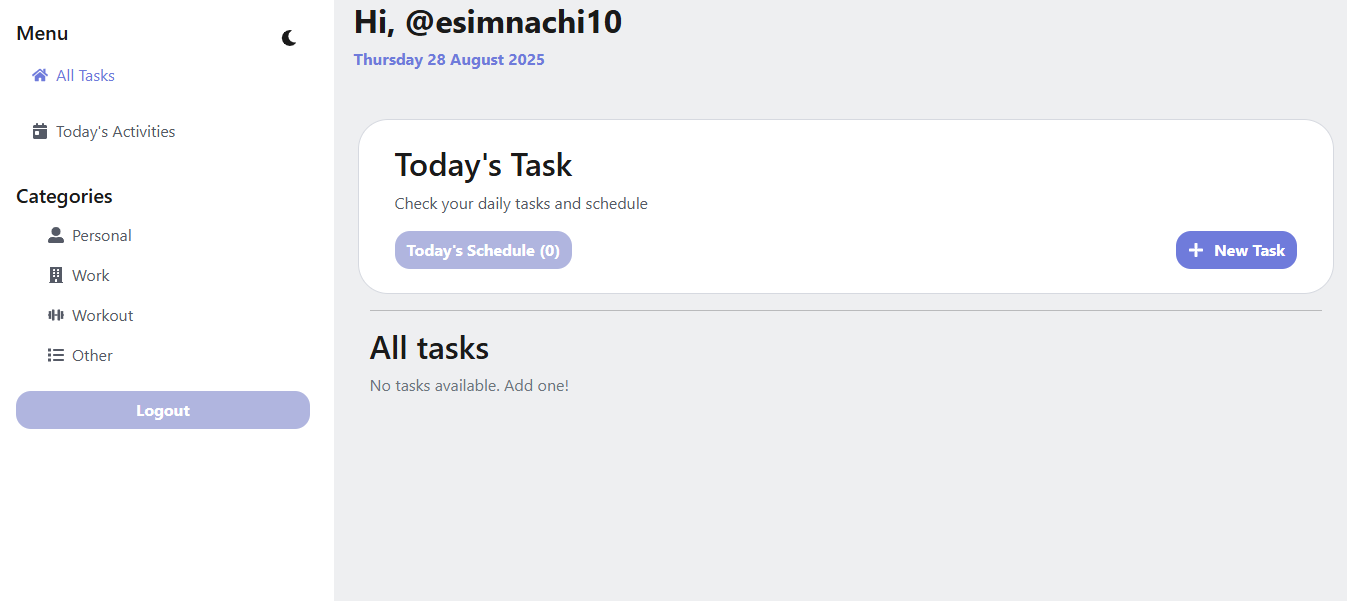 Menu
All Tasks
Today's Activities
Categories
Personal
Work
Workout
Other
Logout
Hi, @esimnachi10
Thursday 28 August 2025
Today's Task
Check your daily tasks and schedule
Today's Schedule (0)
New Task
All tasks
No tasks available. Add one!